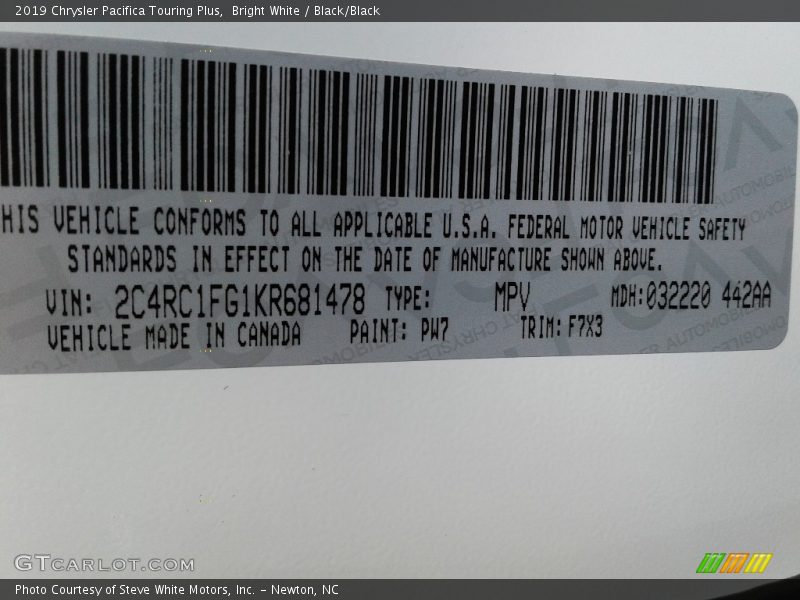 2019 Chrysler Pacifica Touring Plus,  Bright White / Black/Black
HIS VEHICLE CONFORMS TO ALL APPLICABLE U.S.A. FEDERAL MOTOR VEHICLE SAFETY
STANDARDS IN EFFECT ON THE DATE OF MANUFACTURE SHOWN ABOVE.
VIN: 2C4RC1FG1KR681478 TYPE: MPV MDH:032220 442AA
VEHICLE MADE IN CANADA PAINT: PW7 TRIM: F7X3
GTCARLOT.COM
Photo Courtesy of Steve White Motors, Inc. – Newton, NC